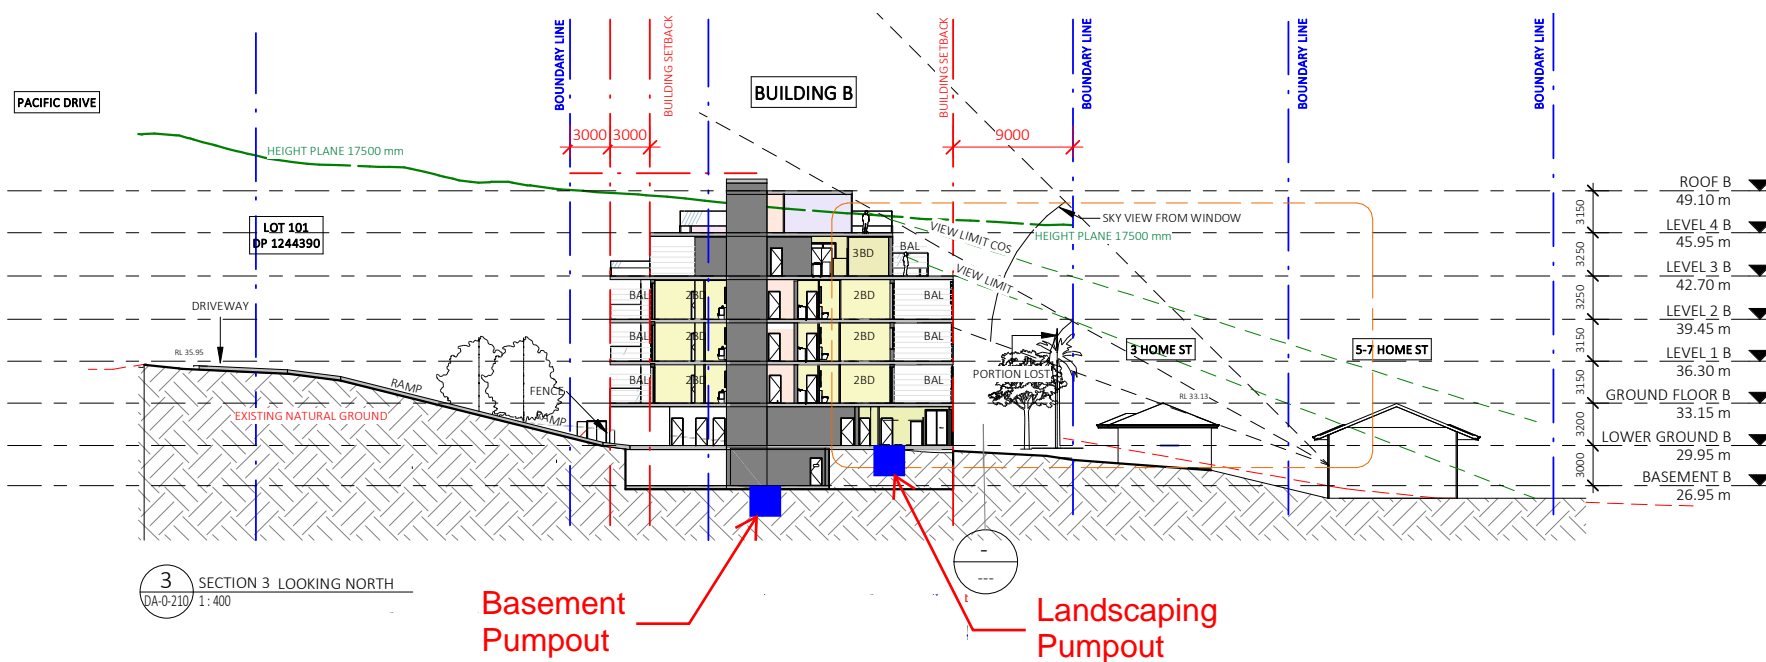 BOUNDARY LINE
BUILDING SETBACK
BUILDING SETBACK
BOUNDARY LINE
BOUNDARY LINE
BOUNDARY LINE
PACIFIC DRIVE
BUILDING B
3000 3000
9000
HEIGHT PLANE 17500 mm
ROOF B
49.10 m
3150
LOT 101
DP 1244390
SKY VIEW FROM WINDOW
VIEW LIMIT COS
HEIGHT PLANE 17500 mm
LEVEL 4 B
45.95 m
3250
3BD
BAL
VIEW LIMIT
LEVEL 3 B
42.70 m
3250
BAL
2BD
2BD
BAL
DRIVEWAY
LEVEL 2 B
39.45 m
3150
BAL
2BD
2BD
BAL
RL 35.95
3 HOME ST
5-7 HOME ST
LEVEL 1 B
36.30 m
3150
RAMP
FENCE
BAL
2BD
2BD
BAL
PORTION LOST
RL 33.13
GROUND FLOOR B
33.15 m
3200
EXISTING NATURAL GROUND
RAMP
LOWER GROUND B
29.95 m
3000
BASEMENT B
26.95 m
3
DA-0-210
SECTION 3 LOOKING NORTH
1 : 400
-
---
Basement
Pumpout
Landscaping
Pumpout